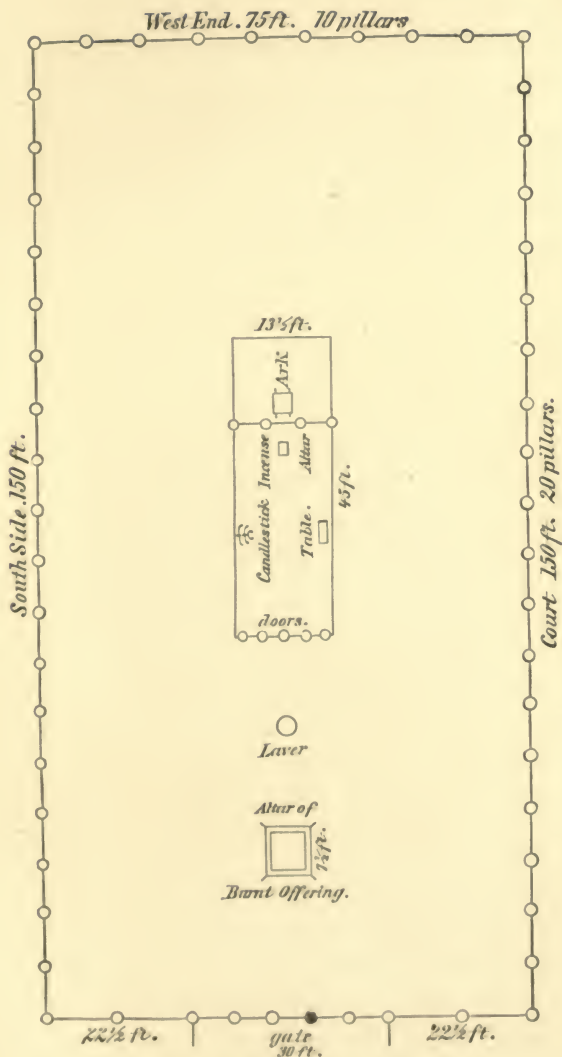 West End. 75 ft. 10 pillars
South Side. 150 ft.
Court 150 ft. 20 pillars.
13½ ft.
Ark
Incense Altar
45 ft.
Candlestick
Table.
doors.
Laver
Altar of
7½ ft.
Burnt Offering.
22½ ft.
gate
30 ft.
22½ ft.